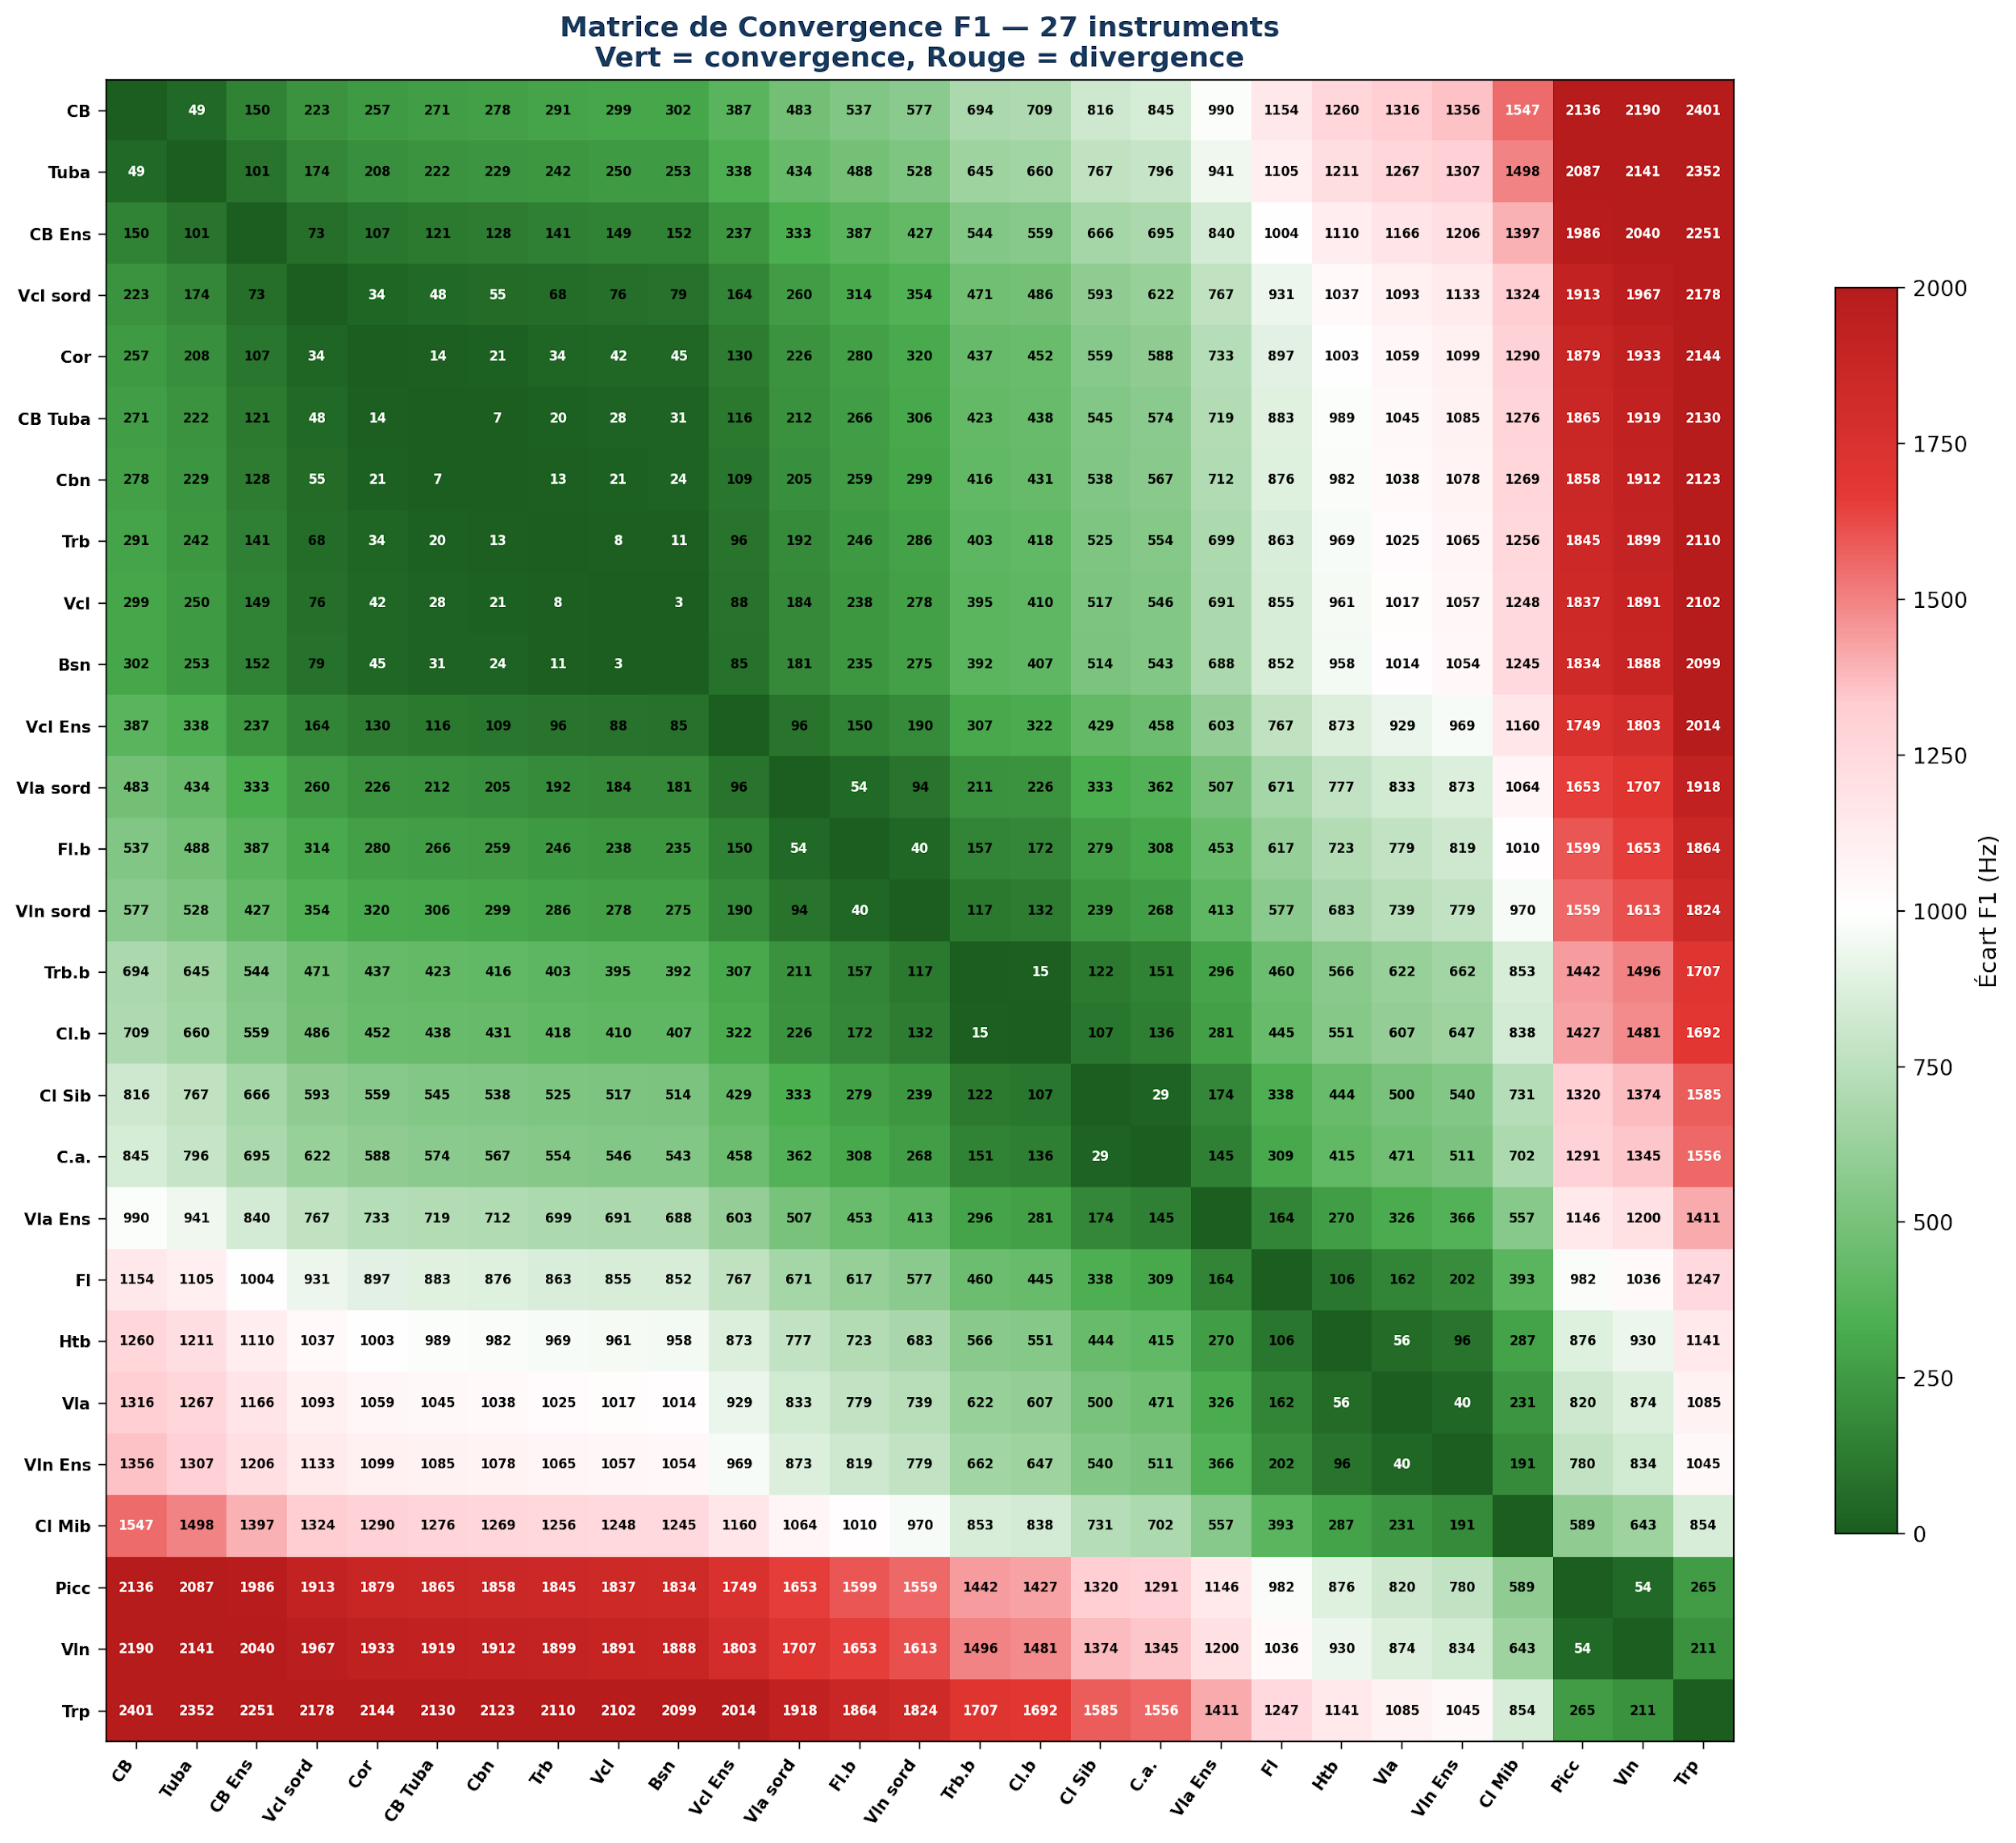 Matrice de Convergence F1 — 27 instruments
Vert = convergence, Rouge = divergence
CB 49 150 223 257 271 278 291 299 302 387 483 537 577 694 709 816 845 990 1154 1260 1316 1356 1547 2136 2190 2401
Tuba 49 101 174 208 222 229 242 250 253 338 434 488 528 645 660 767 796 941 1105 1211 1267 1307 1498 2087 2141 2352
CB Ens 150 101 73 107 121 128 141 149 152 237 333 387 427 544 559 666 695 840 1004 1110 1166 1206 1397 1986 2040 2251
Vcl sord 223 174 73 34 48 55 68 76 79 164 260 314 354 471 486 593 622 767 931 1037 1093 1133 1324 1913 1967 2178
Cor 257 208 107 34 14 21 34 42 45 130 226 280 320 437 452 559 588 733 897 1003 1059 1099 1290 1879 1933 2144
CB Tuba 271 222 121 48 14 7 20 28 31 116 212 266 306 423 438 545 574 719 883 989 1045 1085 1276 1865 1919 2130
Cbn 278 229 128 55 21 7 13 21 24 109 205 259 299 416 431 538 567 712 876 982 1038 1078 1269 1858 1912 2123
Trb 291 242 141 68 34 20 13 8 11 96 192 246 286 403 418 525 554 699 863 969 1025 1065 1256 1845 1899 2110
Vcl 299 250 149 76 42 28 21 8 3 88 184 238 278 395 410 517 546 691 855 961 1017 1057 1248 1837 1891 2102
Bsn 302 253 152 79 45 31 24 11 3 85 181 235 275 392 407 514 543 688 852 958 1014 1054 1245 1834 1888 2099
Vcl Ens 387 338 237 164 130 116 109 96 88 85 96 150 190 307 322 429 458 603 767 873 929 969 1160 1749 1803 2014
Vla sord 483 434 333 260 226 212 205 192 184 181 96 54 94 211 226 333 362 507 671 777 833 873 1064 1653 1707 1918
Fl.b 537 488 387 314 280 266 259 246 238 235 150 54 40 157 172 279 308 453 617 723 779 819 1010 1599 1653 1864
Vln sord 577 528 427 354 320 306 299 286 278 275 190 94 40 117 132 239 268 413 577 683 739 779 970 1559 1613 1824
Trb.b 694 645 544 471 437 423 416 403 395 392 307 211 157 117 15 122 151 296 460 566 622 662 853 1442 1496 1707
Cl.b 709 660 559 486 452 438 431 418 410 407 322 226 172 132 15 107 136 281 445 551 607 647 838 1427 1481 1692
Cl Sib 816 767 666 593 559 545 538 525 517 514 429 333 279 239 122 107 29 174 338 444 500 540 731 1320 1374 1585
C.a. 845 796 695 622 588 574 567 554 546 543 458 362 308 268 151 136 29 145 309 415 471 511 702 1291 1345 1556
Vla Ens 990 941 840 767 733 719 712 699 691 688 603 507 453 413 296 281 174 145 164 270 326 366 557 1146 1200 1411
Fl 1154 1105 1004 931 897 883 876 863 855 852 767 671 617 577 460 445 338 309 164 106 162 202 393 982 1036 1247
Htb 1260 1211 1110 1037 1003 989 982 969 961 958 873 777 723 683 566 551 444 415 270 106 56 96 287 876 930 1141
Vla 1316 1267 1166 1093 1059 1045 1038 1025 1017 1014 929 833 779 739 622 607 500 471 326 162 56 40 231 820 874 1085
Vln Ens 1356 1307 1206 1133 1099 1085 1078 1065 1057 1054 969 873 819 779 662 647 540 511 366 202 96 40 191 780 834 1045
Cl Mib 1547 1498 1397 1324 1290 1276 1269 1256 1248 1245 1160 1064 1010 970 853 838 731 702 557 393 287 231 191 589 643 854
Picc 2136 2087 1986 1913 1879 1865 1858 1845 1837 1834 1749 1653 1599 1559 1442 1427 1320 1291 1146 982 876 820 780 589 54 265
Vln 2190 2141 2040 1967 1933 1919 1912 1899 1891 1888 1803 1707 1653 1613 1496 1481 1374 1345 1200 1036 930 874 834 643 54 211
Trp 2401 2352 2251 2178 2144 2130 2123 2110 2102 2099 2014 1918 1864 1824 1707 1692 1585 1556 1411 1247 1141 1085 1045 854 265 211
CB Tuba CB Ens Vcl sord Cor CB Tuba Cbn Trb Vcl Bsn Vcl Ens Vla sord Fl.b Vln sord Trb.b Cl.b Cl Sib C.a. Vla Ens Fl Htb Vla Vln Ens Cl Mib Picc Vln Trp
2000
1750
1500
1250
1000
750
500
250
0
Écart F1 (Hz)